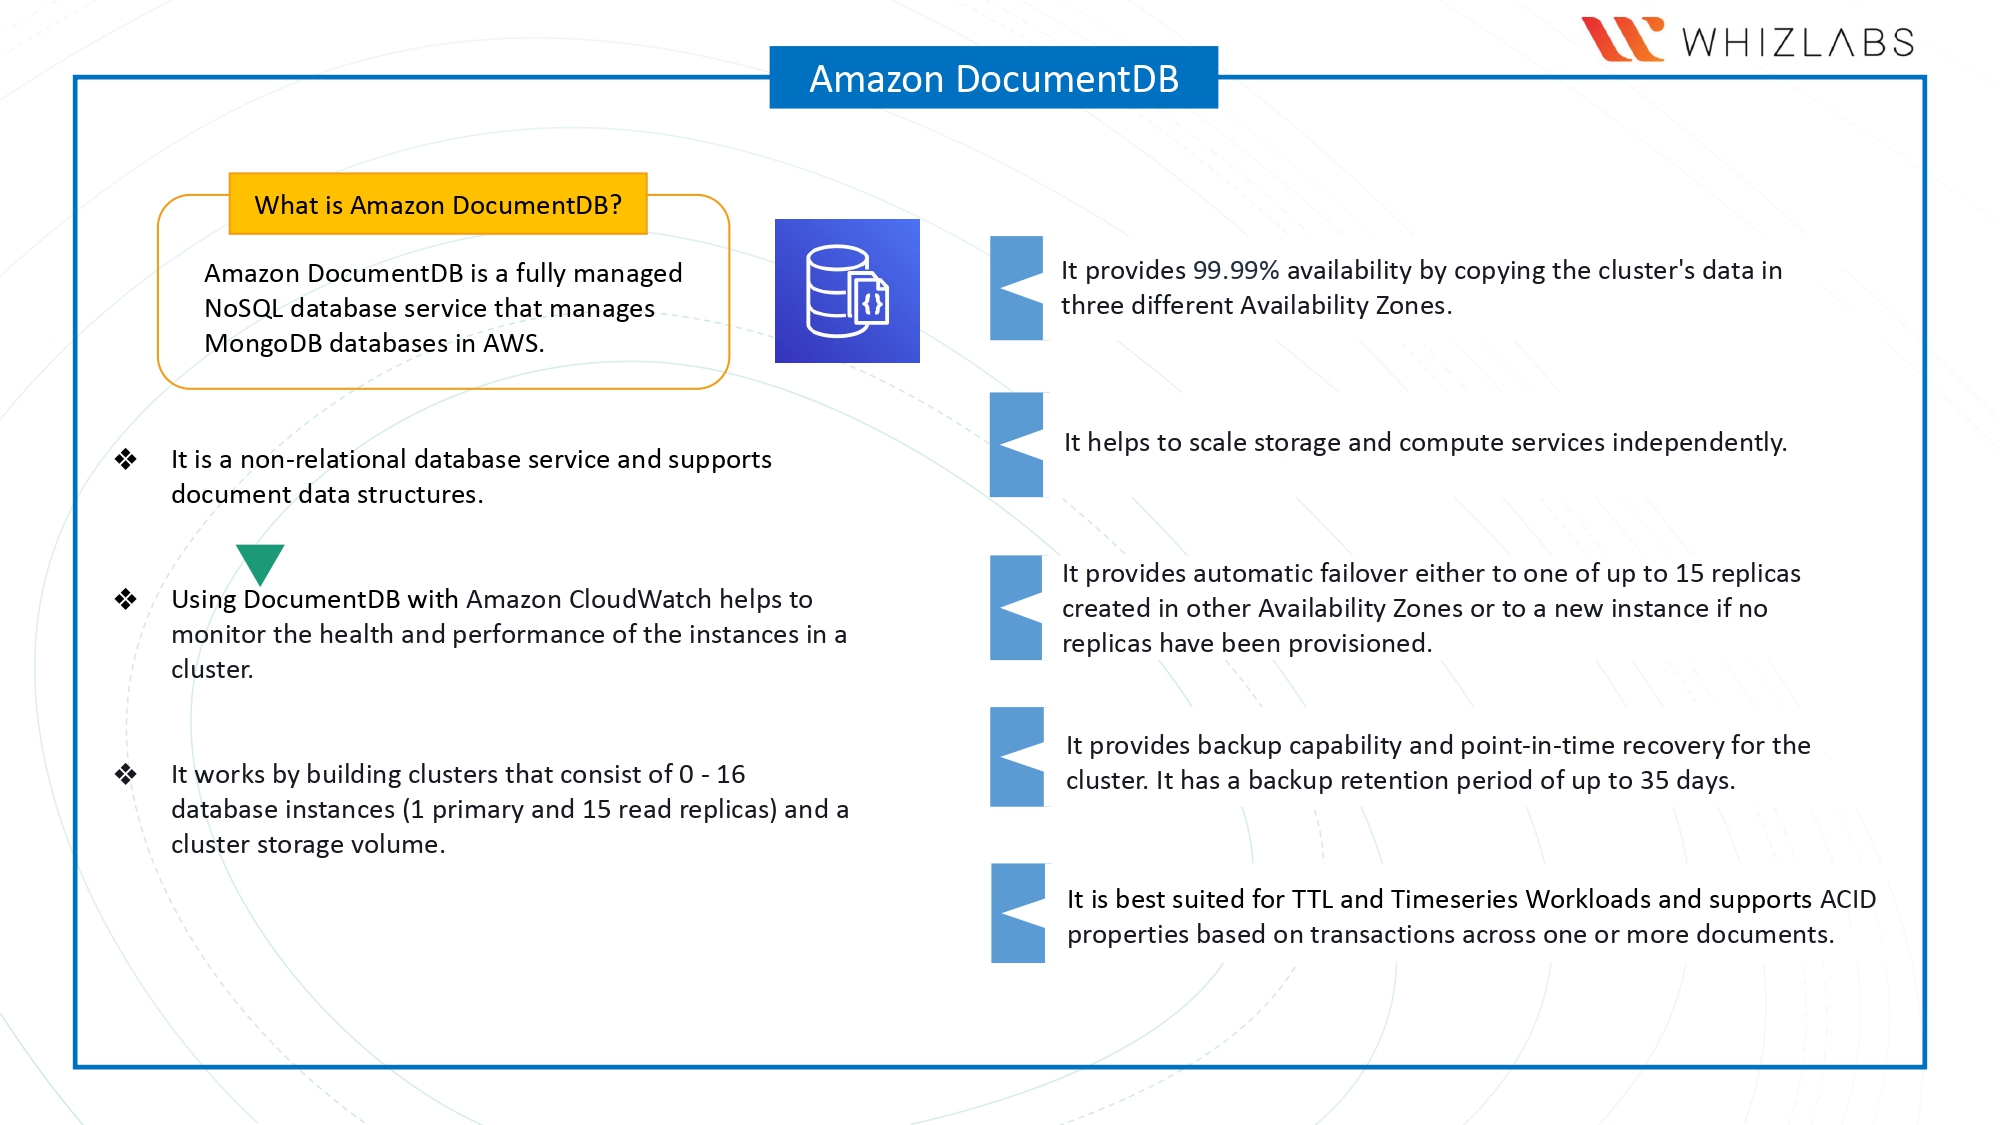 WHIZLABS
Amazon DocumentDB
What is Amazon DocumentDB?
Amazon DocumentDB is a fully managed
NoSQL database service that manages
MongoDB databases in AWS.
❖ It is a non-relational database service and supports
document data structures.
❖ Using DocumentDB with Amazon CloudWatch helps to
monitor the health and performance of the instances in a
cluster.
❖ It works by building clusters that consist of 0 - 16
database instances (1 primary and 15 read replicas) and a
cluster storage volume.
It provides 99.99% availability by copying the cluster's data in
three different Availability Zones.
It helps to scale storage and compute services independently.
It provides automatic failover either to one of up to 15 replicas
created in other Availability Zones or to a new instance if no
replicas have been provisioned.
It provides backup capability and point-in-time recovery for the
cluster. It has a backup retention period of up to 35 days.
It is best suited for TTL and Timeseries Workloads and supports ACID
properties based on transactions across one or more documents.